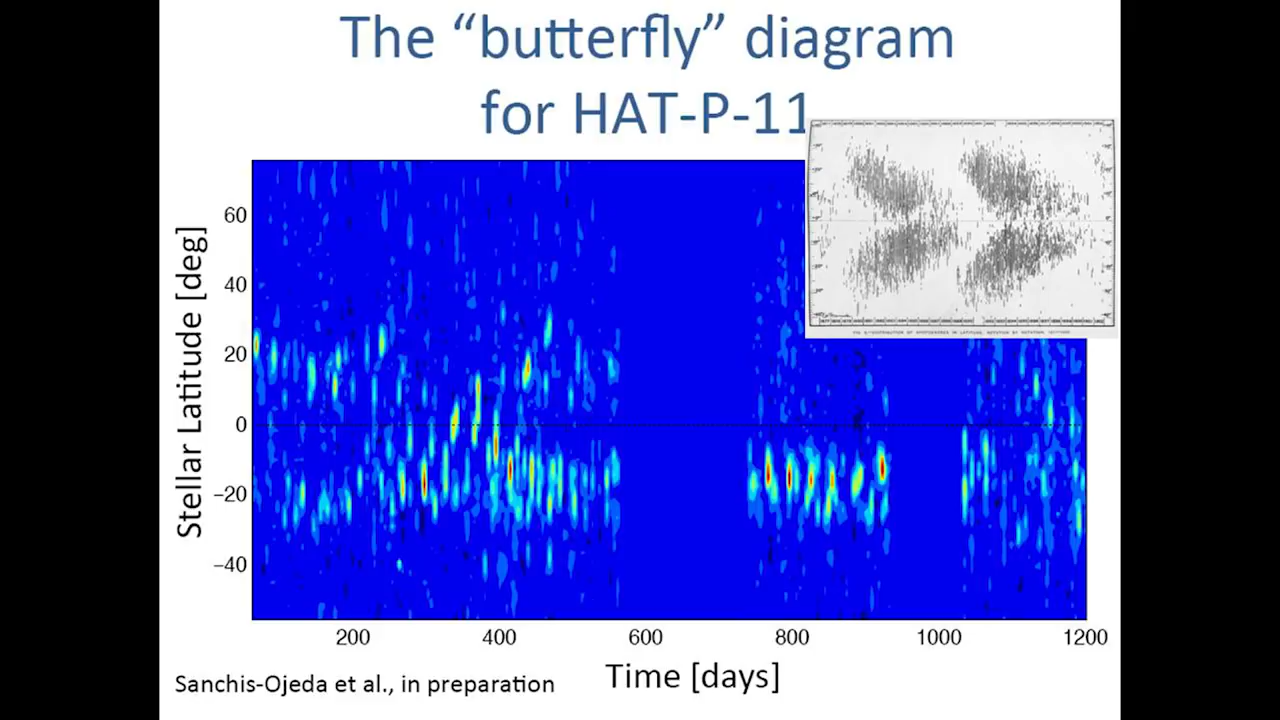 The “butterfly” diagram
for HAT-P-11
Stellar Latitude [deg]
60
40
20
0
−20
−40
200
400
600
800
1000
1200
Time [days]
Sanchis-Ojeda et al., in preparation